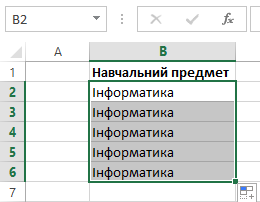 B2
fx
A B
1 Навчальний предмет
2 Інформатика
3 Інформатика
4 Інформатика
5 Інформатика
6 Інформатика
7